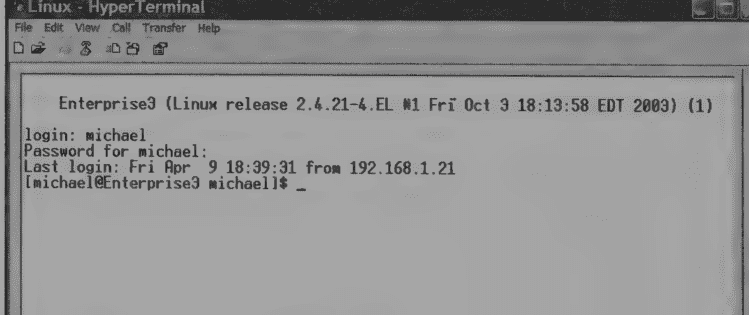 Linux - HyperTerminal
File Edit View Call Transfer Help
Enterprise3 (Linux release 2.4.21-4.EL #1 Fri Oct 3 18:13:58 EDT 2003) (1)
login: michael
Password for michael:
Last login: Fri Apr  9 18:39:31 from 192.168.1.21
[michael@Enterprise3 michael]$ _